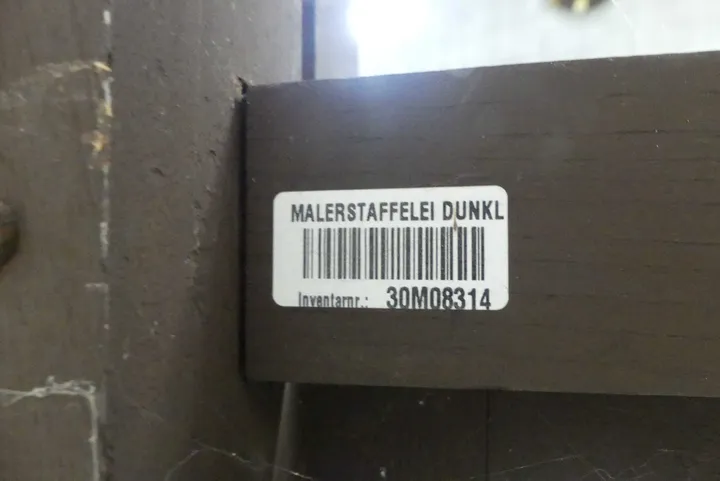 MALERSTAFFELEI DUNKL
Inventarnr.: 30M08314